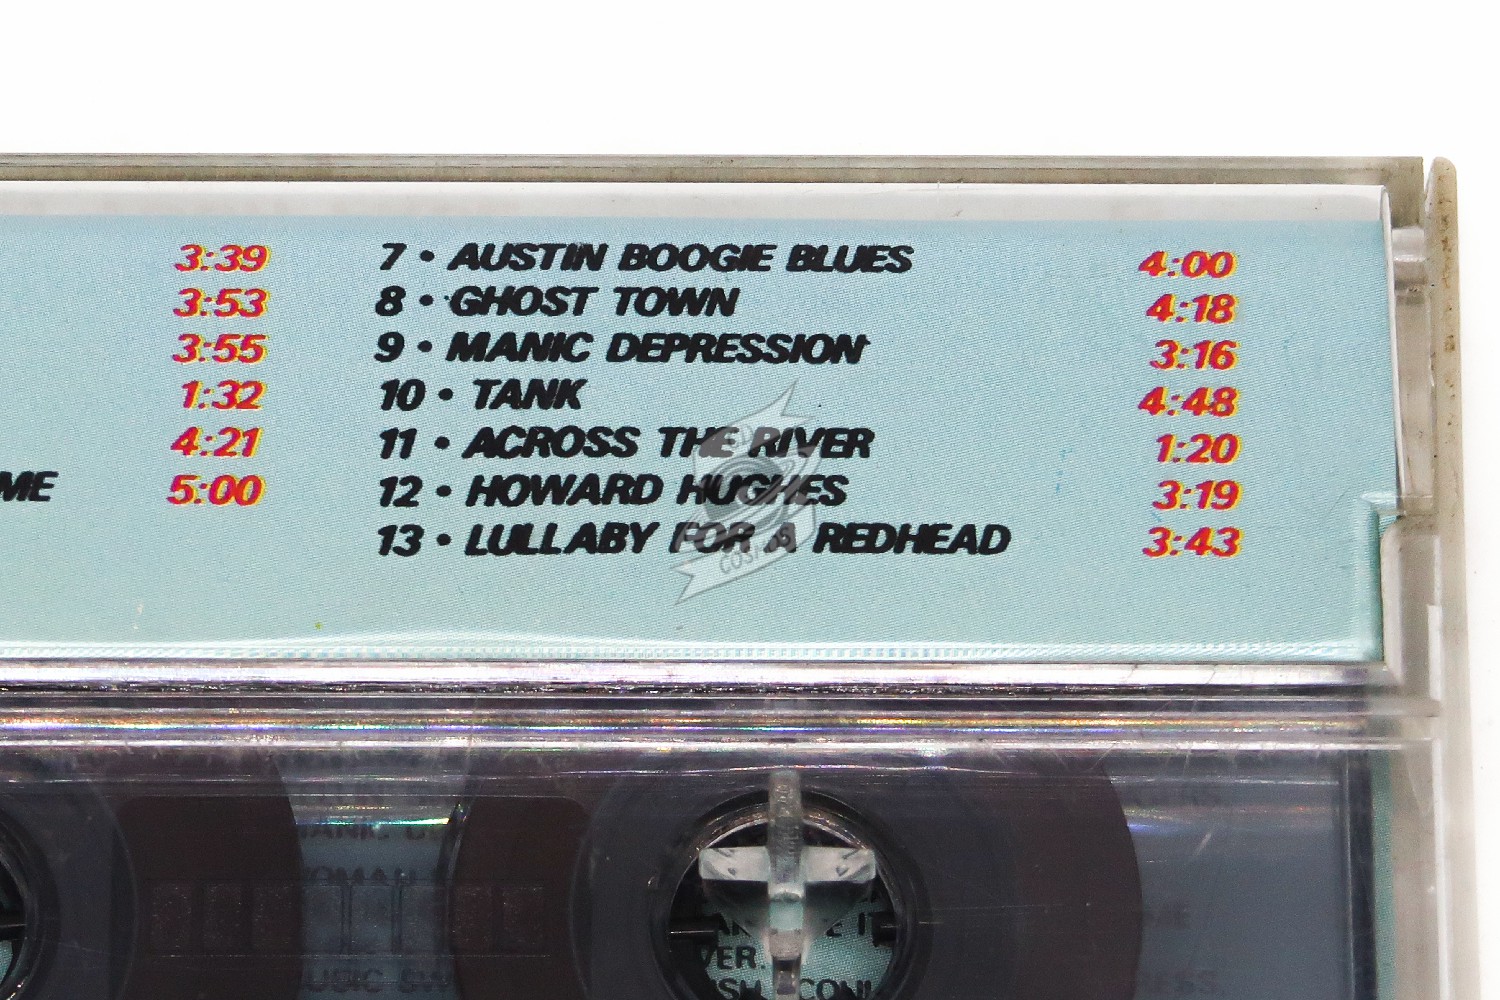 3:39
3:53
3:55
1:32
4:21
ME 5:00
7 • AUSTIN BOOGIE BLUES 4:00
8 • GHOST TOWN 4:18
9 • MANIC DEPRESSION 3:16
10 • TANK 4:48
11 • ACROSS THE RIVER 1:20
12 • HOWARD HUGHES 3:19
13 • LULLABY FOR A REDHEAD 3:43